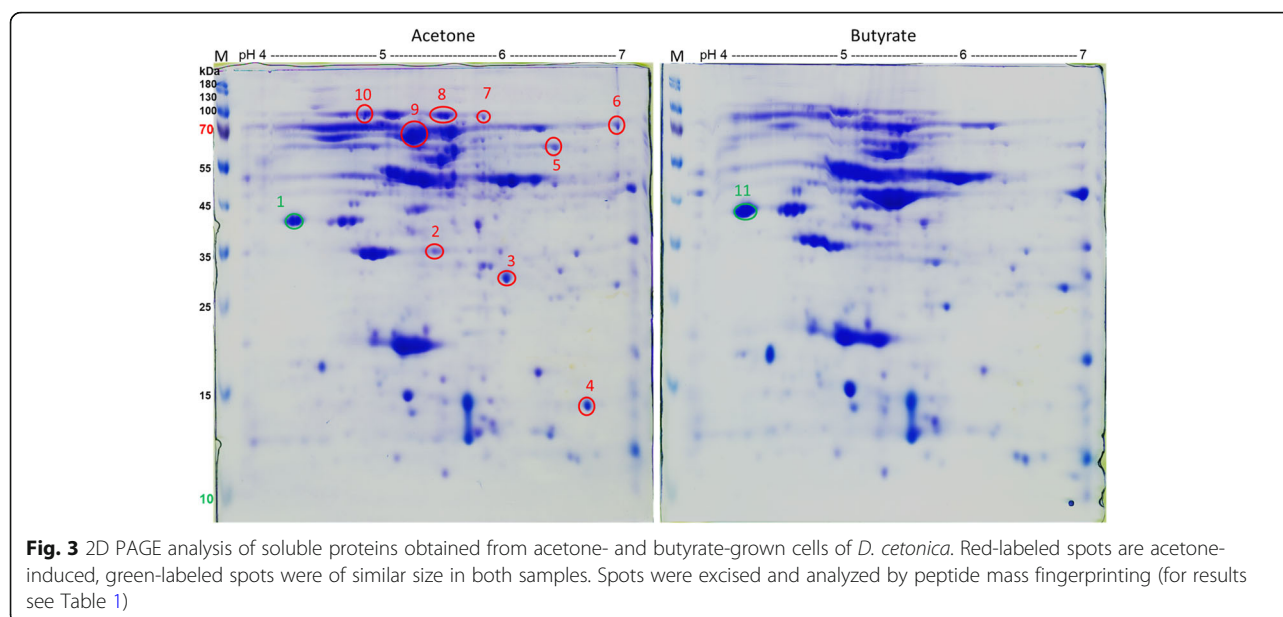 Acetone
Butyrate
M pH 4 ---------------------- 5 ---------------------- 6 ---------------------- 7
M pH 4 ---------------------- 5 ---------------------- 6 ---------------------- 7
kDa
180
130
100
70
55
45
35
25
15
10
10
9
8
7
6
5
1
2
3
4
11
Fig. 3 2D PAGE analysis of soluble proteins obtained from acetone- and butyrate-grown cells of D. cetonica. Red-labeled spots are acetone-
induced, green-labeled spots were of similar size in both samples. Spots were excised and analyzed by peptide mass fingerprinting (for results
see Table 1)